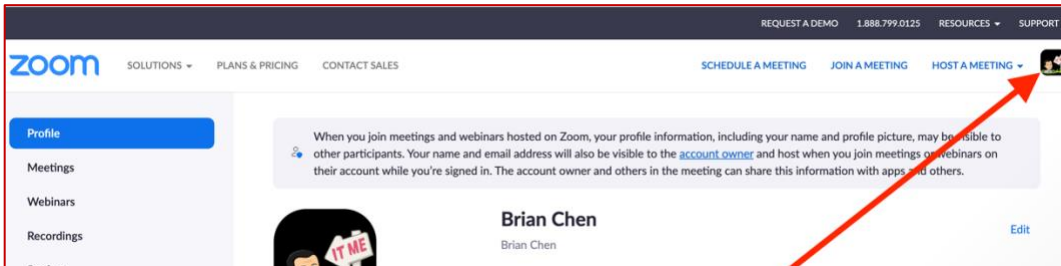 REQUEST A DEMO 1.888.799.0125 RESOURCES SUPPORT
zoom SOLUTIONS PLANS & PRICING CONTACT SALES SCHEDULE A MEETING JOIN A MEETING HOST A MEETING
Profile
When you join meetings and webinars hosted on Zoom, your profile information, including your name and profile picture, may be visible to
other participants. Your name and email address will also be visible to the account owner and host when you join meetings or webinars on
their account while you're signed in. The account owner and others in the meeting can share this information with apps and others.
Meetings
Webinars
Recordings
IT ME
Brian Chen
Edit
Brian Chen